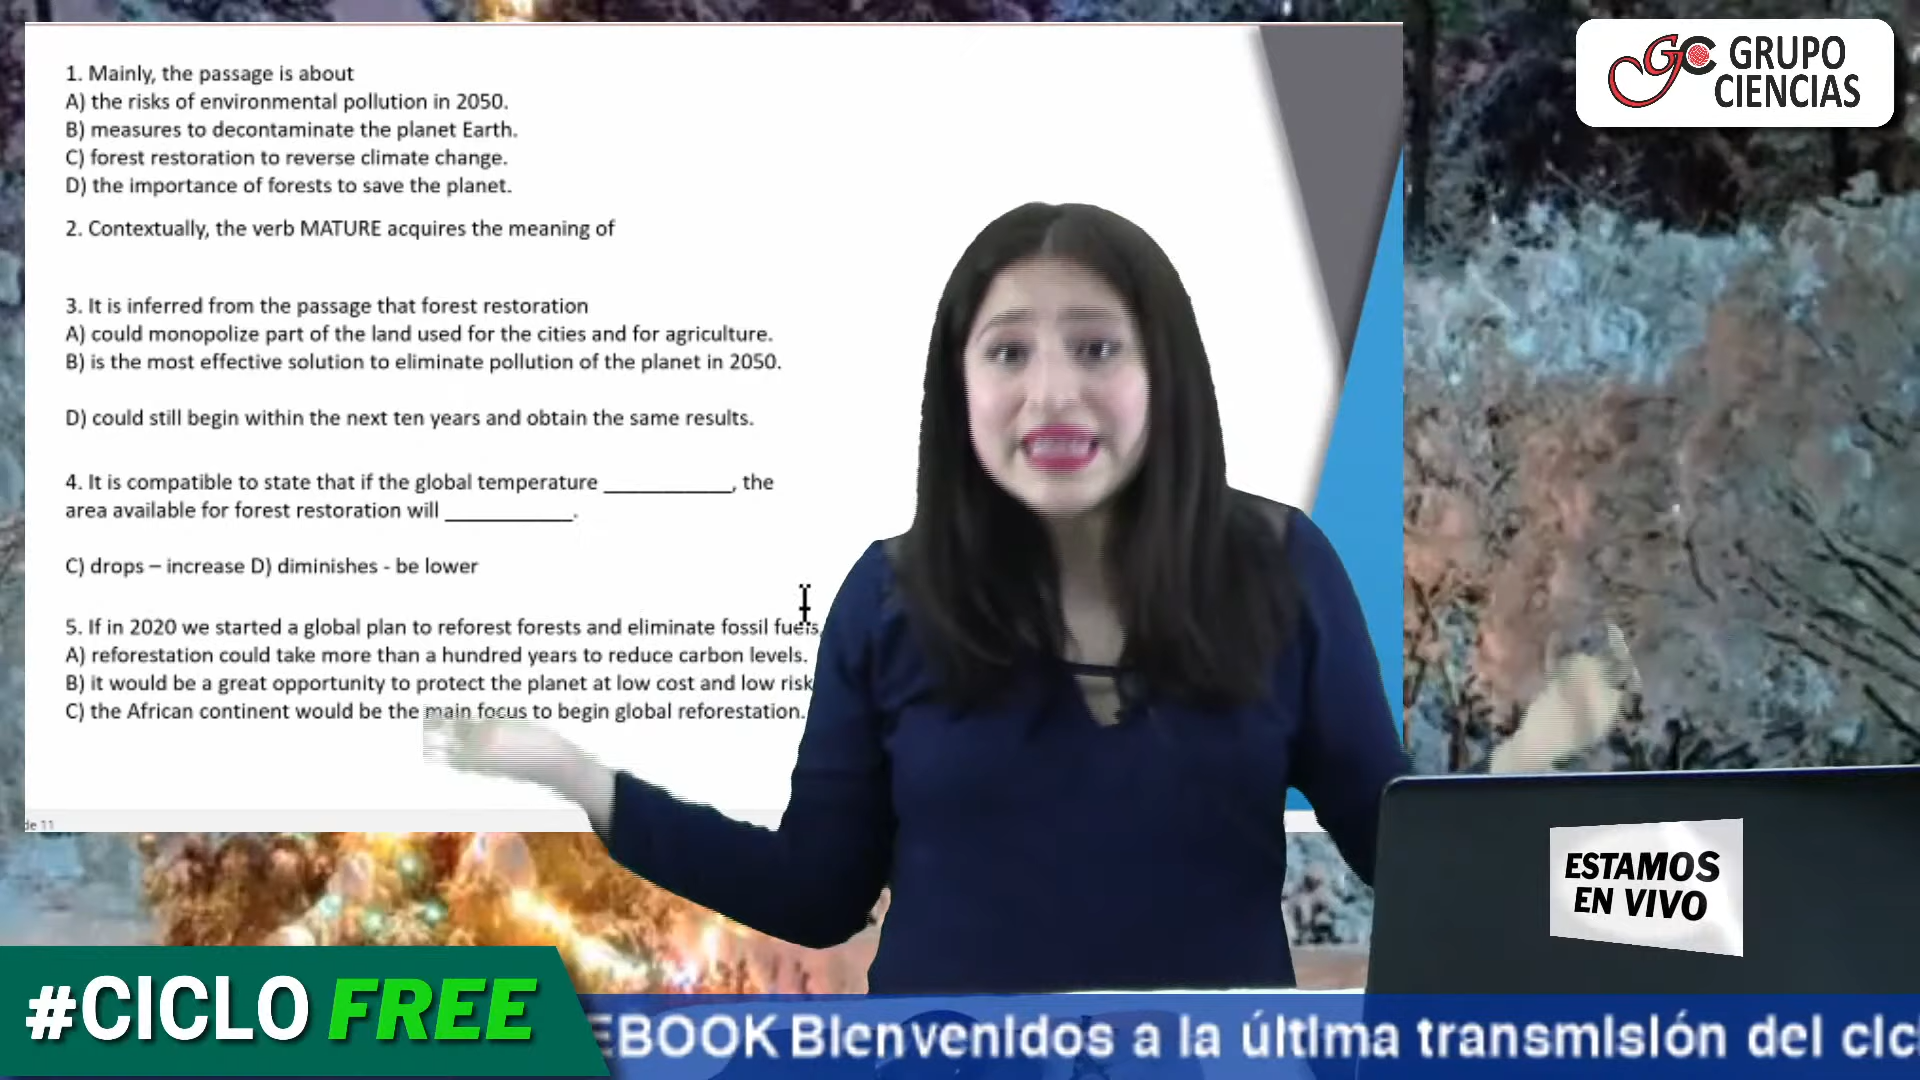 1. Mainly, the passage is about
A) the risks of environmental pollution in 2050.
B) measures to decontaminate the planet Earth.
C) forest restoration to reverse climate change.
D) the importance of forests to save the planet.
2. Contextually, the verb MATURE acquires the meaning of
3. It is inferred from the passage that forest restoration
A) could monopolize part of the land used for the cities and for agriculture.
B) is the most effective solution to eliminate pollution of the planet in 2050.
D) could still begin within the next ten years and obtain the same results.
4. It is compatible to state that if the global temperature ___________, the
area available for forest restoration will ___________.
C) drops – increase D) diminishes - be lower
5. If in 2020 we started a global plan to reforest forests and eliminate fossil fuels,
A) reforestation could take more than a hundred years to reduce carbon levels.
B) it would be a great opportunity to protect the planet at low cost and low risk
C) the African continent would be the main focus to begin global reforestation.
de 11
GC GRUPO
CIENCIAS
ESTAMOS
EN VIVO
#CICLO FREE
EBOOK Bienvenidos a la última transmisión del cicl